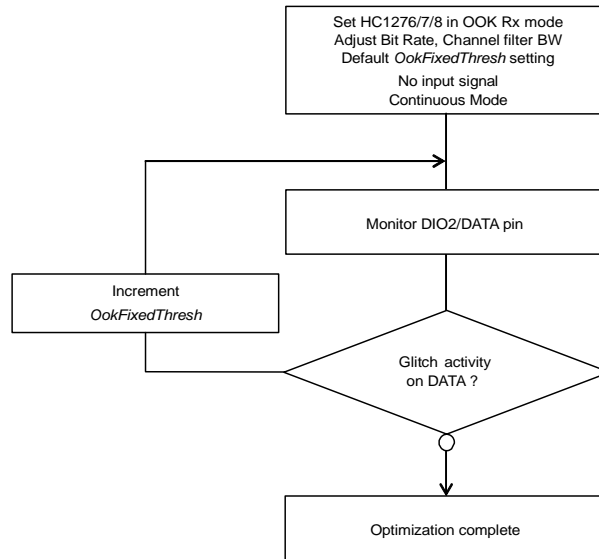 Set HC1276/7/8 in OOK Rx mode
Adjust Bit Rate, Channel filter BW
Default OokFixedThresh setting
No input signal
Continuous Mode
Monitor DIO2/DATA pin
Increment
OokFixedThresh
Glitch activity
on DATA ?
Optimization complete